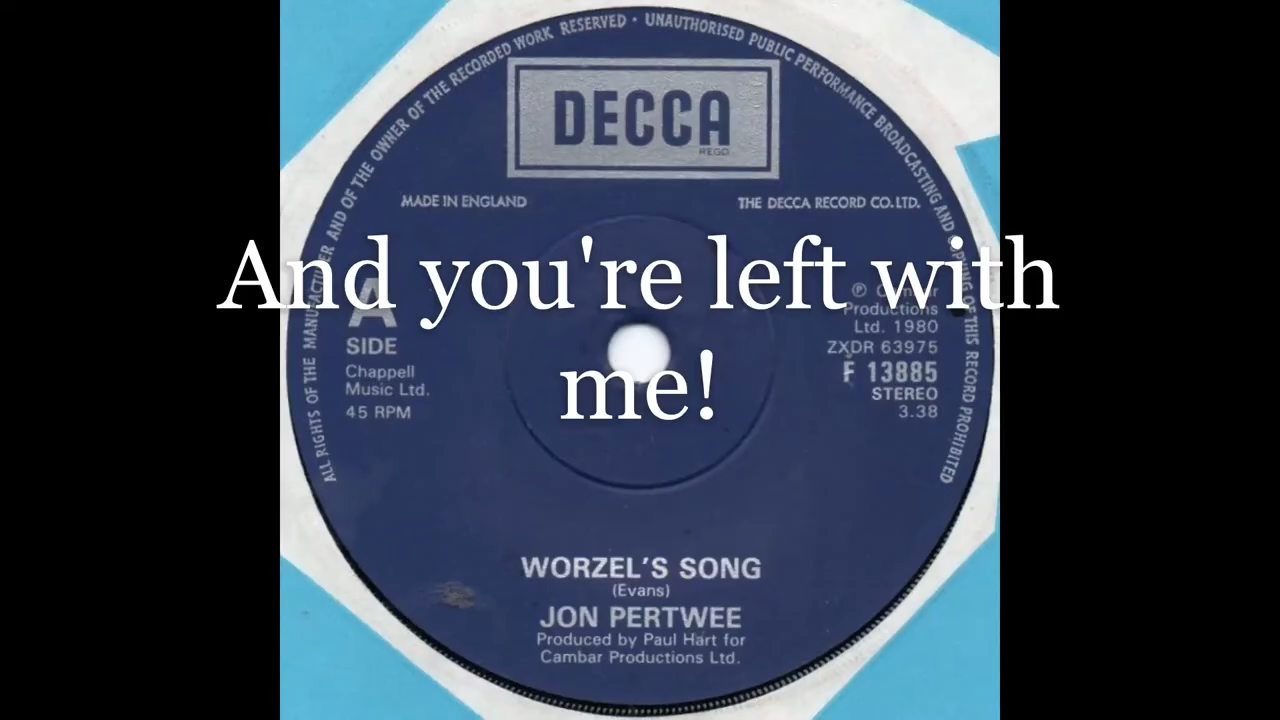 ALL RIGHTS OF THE MANUFACTURER AND OF THE OWNER OF THE RECORDED WORK RESERVED · UNAUTHORISED PUBLIC PERFORMANCE BROADCASTING AND COPYING OF THIS RECORD PROHIBITED
DECCA
REGD
MADE IN ENGLAND
THE DECCA RECORD CO. LTD.
And you're left with
me!
A
SIDE
Chappell
Music Ltd.
45 RPM
℗ Cambar
Productions
Ltd. 1980
ZXDR 63975
F 13885
STEREO
3.38
WORZEL'S SONG
(Evans)
JON PERTWEE
Produced by Paul Hart for
Cambar Productions Ltd.